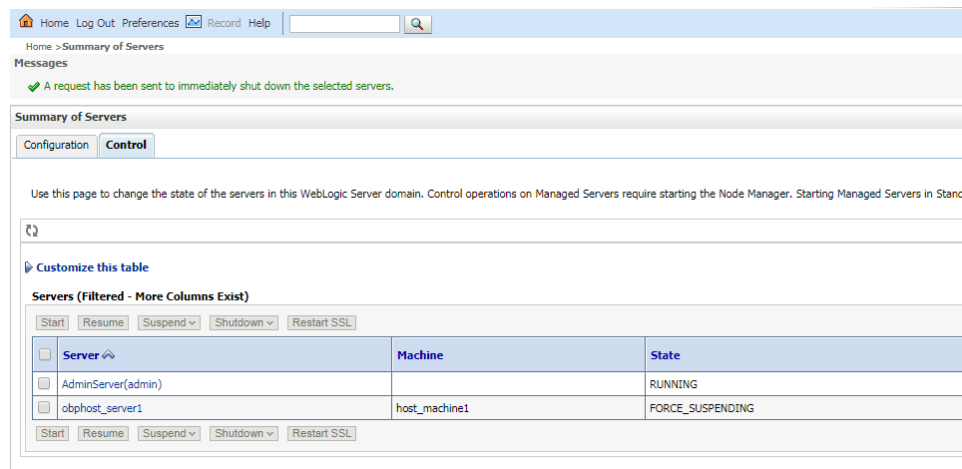 Home Log Out Preferences Record Help
Home >Summary of Servers
Messages
A request has been sent to immediately shut down the selected servers.
Summary of Servers
Configuration Control
Use this page to change the state of the servers in this WebLogic Server domain. Control operations on Managed Servers require starting the Node Manager. Starting Managed Servers in Stand
Customize this table
Servers (Filtered - More Columns Exist)
Start Resume Suspend Shutdown Restart SSL
Server Machine State
AdminServer(admin) RUNNING
obphost_server1 host_machine1 FORCE_SUSPENDING
Start Resume Suspend Shutdown Restart SSL